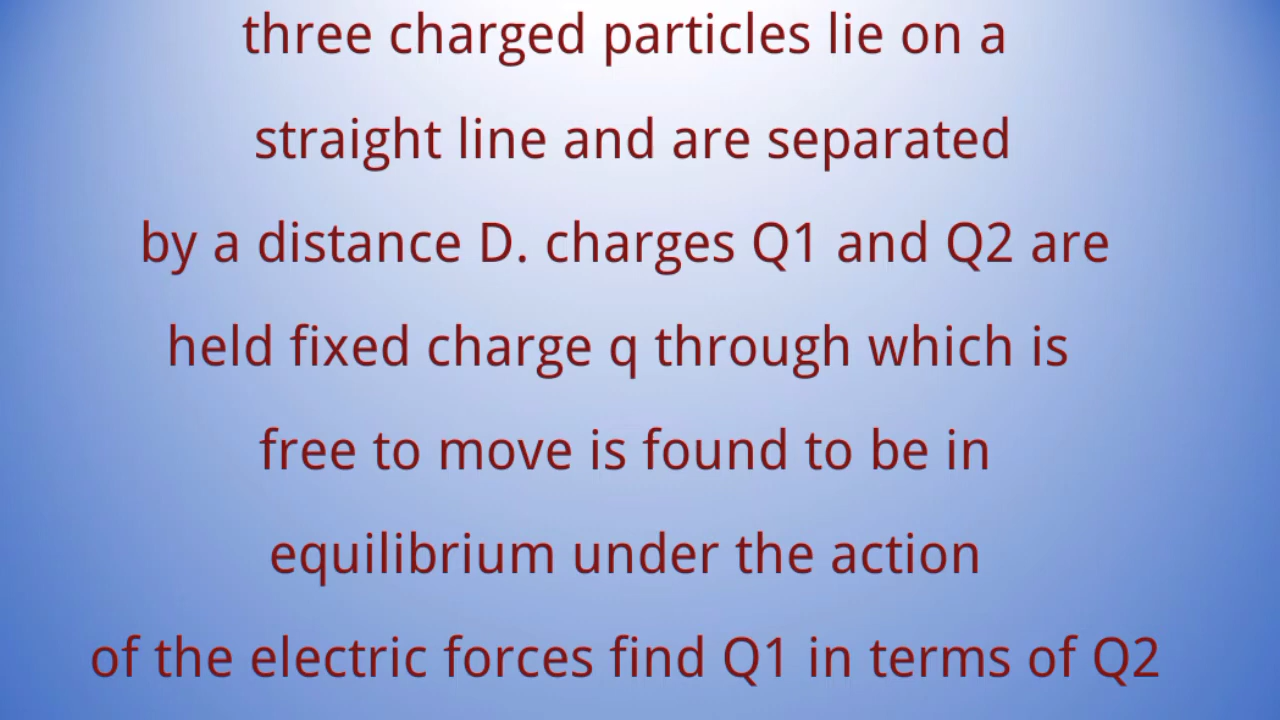 three charged particles lie on a
straight line and are separated
by a distance D. charges Q1 and Q2 are
held fixed charge q through which is
free to move is found to be in
equilibrium under the action
of the electric forces find Q1 in terms of Q2